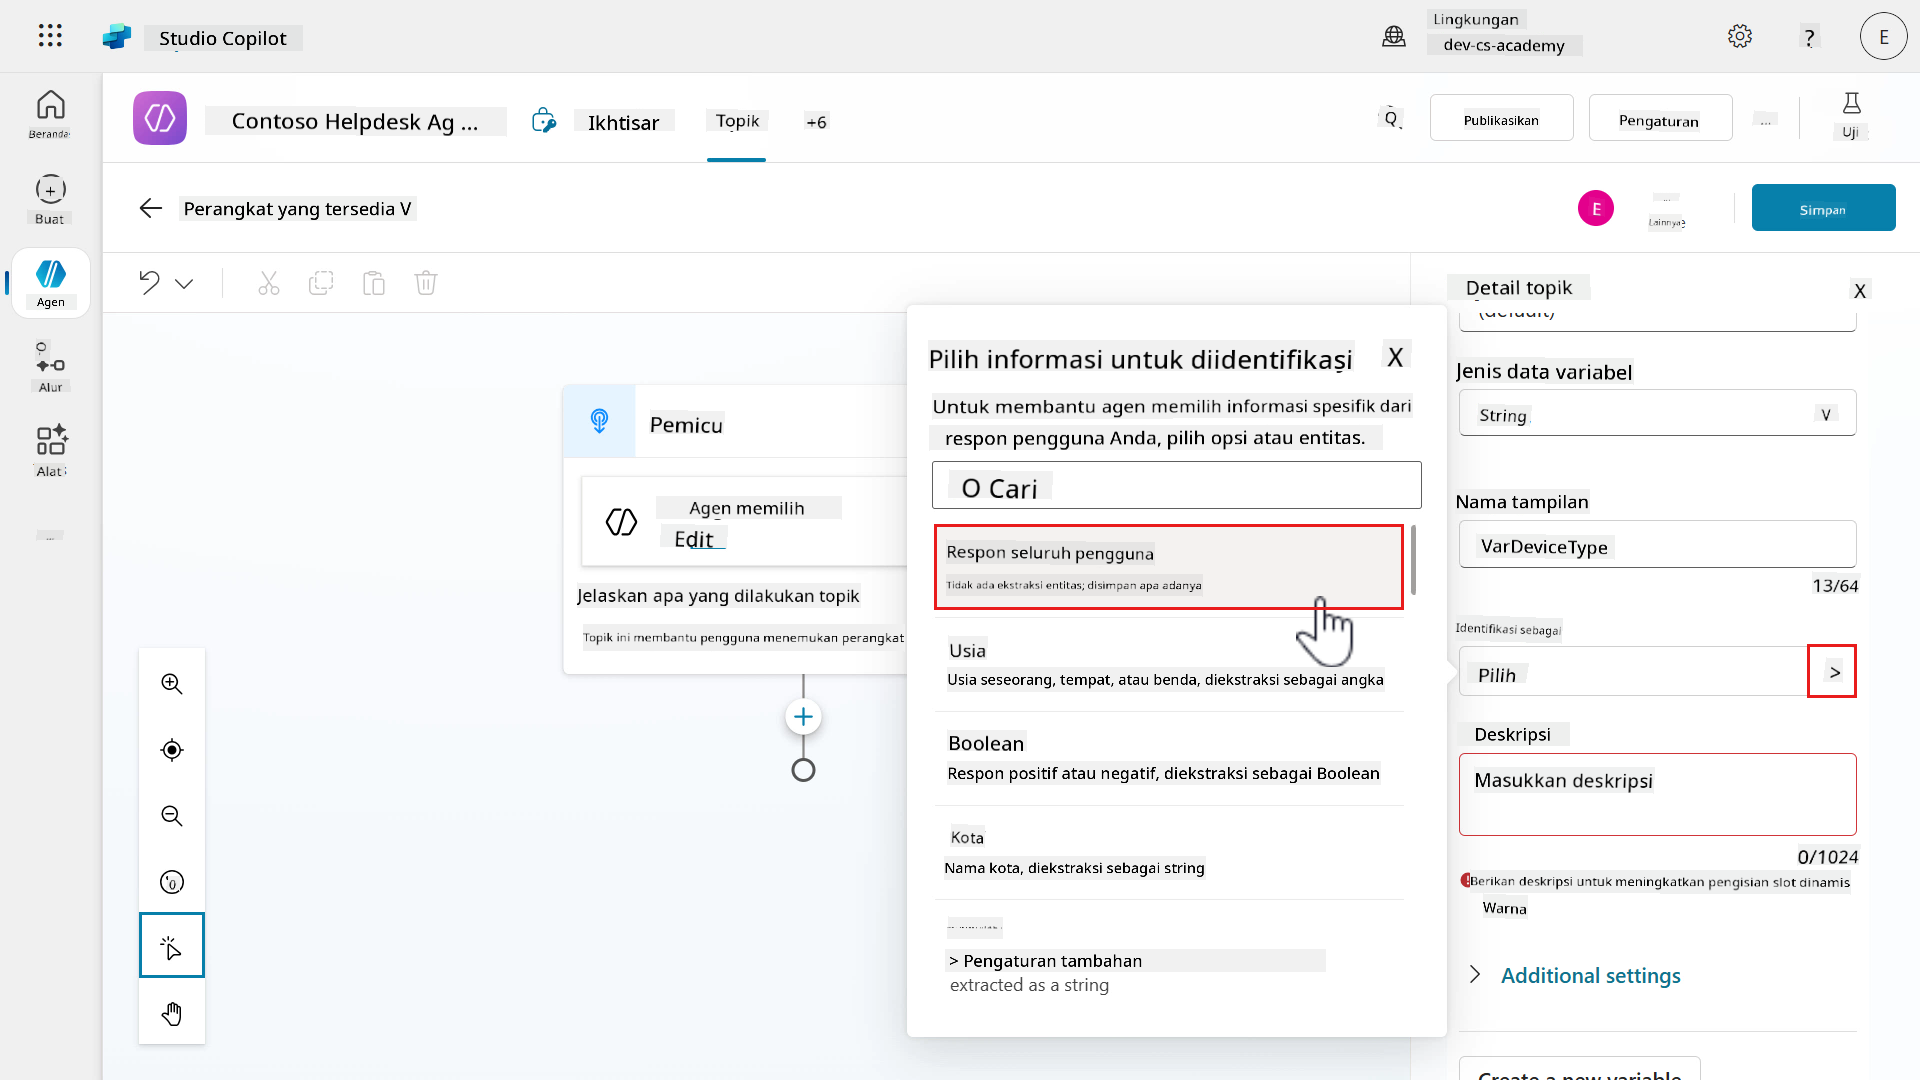 Studio Copilot
Lingkungan
dev-cs-academy
?
E
Beranda
Buat
Agen
Alur
Alat
Contoso Helpdesk Ag ...
Ikhtisar
Topik
+6
Publikasikan
Pengaturan
...
Uji
Perangkat yang tersedia V
E
Lainnya
Simpan
Pemicu
Agen memilih
Edit
Jelaskan apa yang dilakukan topik
Topik ini membantu pengguna menemukan perangkat
Pilih informasi untuk diidentifikasi
X
Untuk membantu agen memilih informasi spesifik dari
respon pengguna Anda, pilih opsi atau entitas.
O Cari
Respon seluruh pengguna
Tidak ada ekstraksi entitas; disimpan apa adanya
Usia
Usia seseorang, tempat, atau benda, diekstraksi sebagai angka
Boolean
Respon positif atau negatif, diekstraksi sebagai Boolean
Kota
Nama kota, diekstraksi sebagai string
> Pengaturan tambahan
extracted as a string
Detail topik
X
(default)
Jenis data variabel
String
V
Nama tampilan
VarDeviceType
13/64
Identifikasi sebagai
Pilih
>
Deskripsi
Masukkan deskripsi
0/1024
Berikan deskripsi untuk meningkatkan pengisian slot dinamis
Warna
Additional settings
Create a new variable